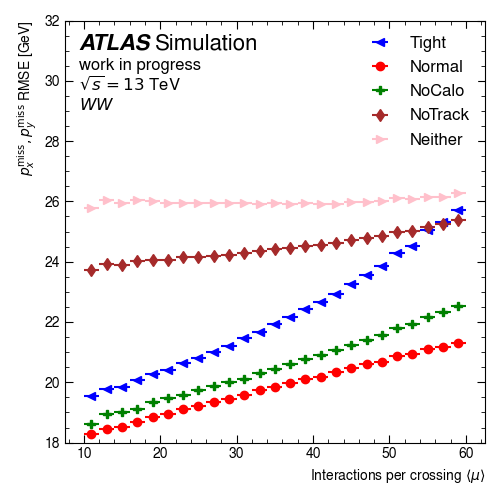 ATLAS Simulation
work in progress
√s = 13 TeV
WW
Tight
Normal
NoCalo
NoTrack
Neither
p_x^miss, p_y^miss RMSE [GeV]
32
30
28
26
24
22
20
18
10 20 30 40 50 60
Interactions per crossing ⟨μ⟩